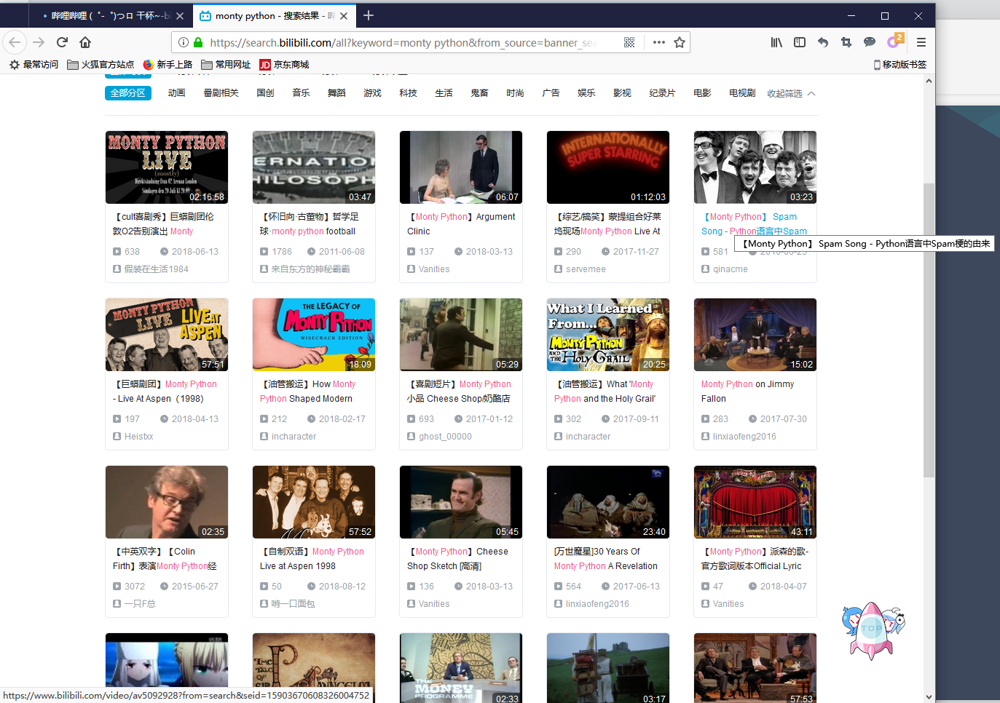 哔哩哔哩 (゜-゜)つロ 干杯~-bi
monty python - 搜索结果 - 哔
https://search.bilibili.com/all?keyword=monty python&from_source=banner_sea
2
最常访问
火狐官方站点
新手上路
常用网址
JD 京东商城
移动版书签
全部分区 动画 番剧相关 国创 音乐 舞蹈 游戏 科技 生活 鬼畜 时尚 广告 娱乐 影视 纪录片 电影 电视剧 收起筛选
MONTY PYTHON
LIVE
(mostly)
Direktsändning fran 02 Arenan London
Söndagen den 20 Juli kl 20.00
02:16:58
【cult喜剧秀】巨蟒剧团伦
敦O2告别演出 Monty
638 2018-06-13
假装在生活1984
ERNATIO
HILOSOPH
03:47
【怀旧向·古董物】哲学足
球·monty python football
1786 2011-06-08
来自东方的神秘霸霸
06:07
【Monty Python】Argument
Clinic
137 2018-03-13
Vanities
INTERNATIONALLY
SUPER STARRING
01:12:03
【综艺/搞笑】蒙提组合好莱
坞现场Monty Python Live At
290 2017-11-27
servemee
03:23
【Monty Python】 Spam
Song - Python语言中Spam
【Monty Python】 Spam Song - Python语言中Spam梗的由来
581
qinacme
MONTY PYTHON
LIVE LIVE AT
ASPEN
57:51
【巨蟒剧团】Monty Python
- Live At Aspen（1998）
197 2018-04-13
Heistxx
THE LEGACY OF
MONTY PYTHON
WISECRACK EDITION
18:09
【油管搬运】How Monty
Python Shaped Modern
212 2018-02-17
incharacter
05:29
【喜剧短片】Monty Python
小品 Cheese Shop/奶酪店
693 2017-01-12
ghost_00000
What I Learned
From...
MONTY PYTHON
AND THE HOLY GRAIL
20:25
【油管搬运】What 'Monty
Python and the Holy Grail'
302 2017-09-11
incharacter
15:02
Monty Python on Jimmy
Fallon
283 2017-07-30
linxiaofeng2016
02:35
【中英双字】【Colin
Firth】表演Monty Python经
3072 2015-06-27
一只F总
57:52
【自制双语】Monty Python
Live at Aspen 1998
50 2018-08-12
啃一口面包
05:45
【Monty Python】Cheese
Shop Sketch [高清]
136 2018-03-13
Vanities
23:40
[万世魔星]30 Years Of
Monty Python A Revelation
564 2017-06-13
linxiaofeng2016
43:11
【Monty Python】派森的歌-
官方歌词版本Official Lyric
47 2018-04-07
Vanities
TOP
THE
TALE OF
THE MONEY
PROGRAMME
02:33
03:17
57:53
https://www.bilibili.com/video/av5092928?from=search&seid=15903670608326004752